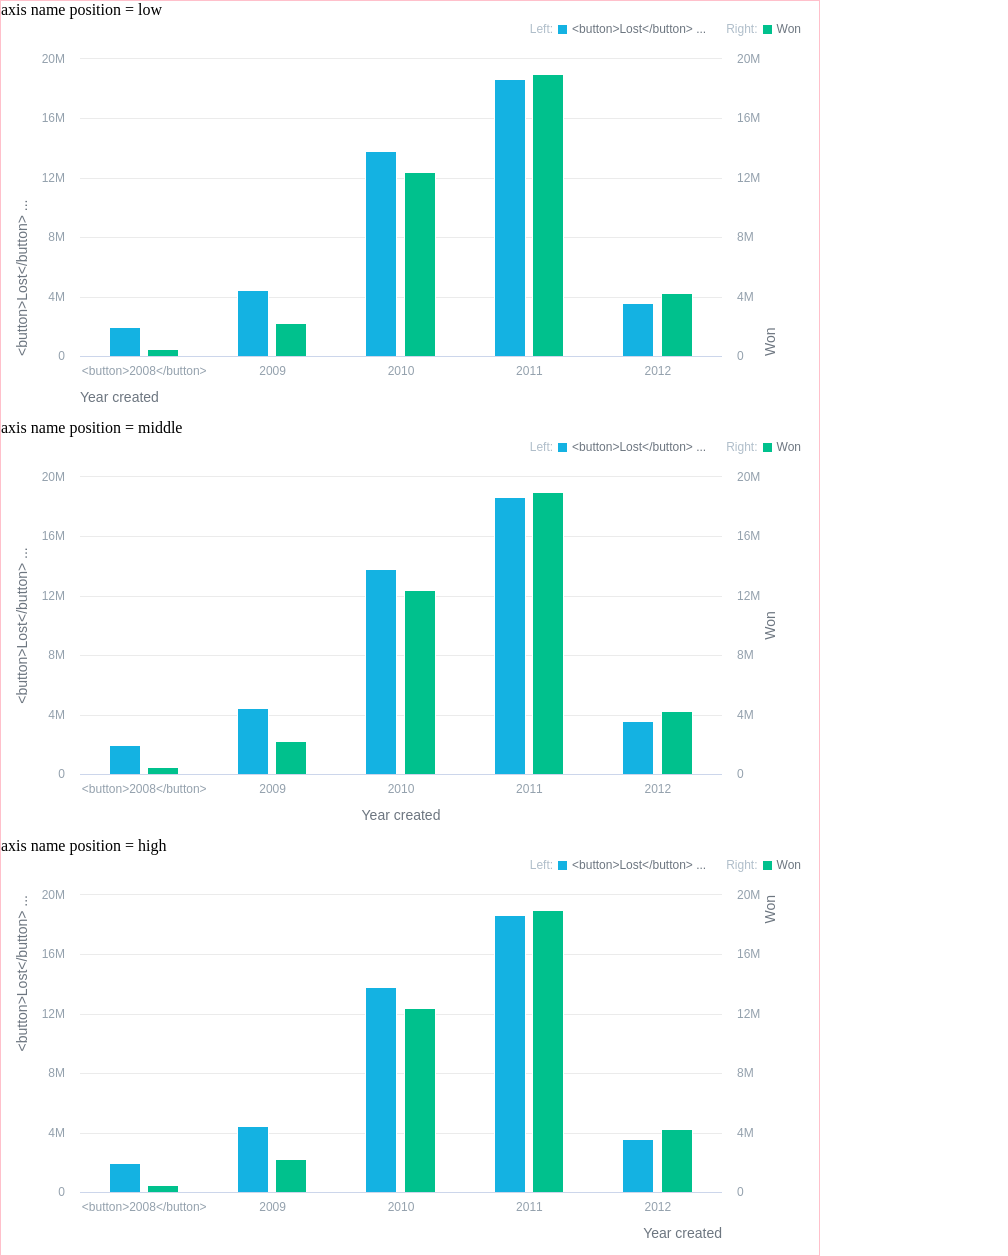 axis name position = low
Left: <button>Lost</button> ... Right: Won
20M 20M
16M 16M
12M 12M
8M 8M
4M 4M
0 0
<button>Lost</button> ...
Won
<button>2008</button> 2009 2010 2011 2012
Year created
axis name position = middle
Left: <button>Lost</button> ... Right: Won
20M 20M
16M 16M
12M 12M
8M 8M
4M 4M
0 0
<button>Lost</button> ...
Won
<button>2008</button> 2009 2010 2011 2012
Year created
axis name position = high
Left: <button>Lost</button> ... Right: Won
20M 20M
16M 16M
12M 12M
8M 8M
4M 4M
0 0
<button>Lost</button> ...
Won
<button>2008</button> 2009 2010 2011 2012
Year created